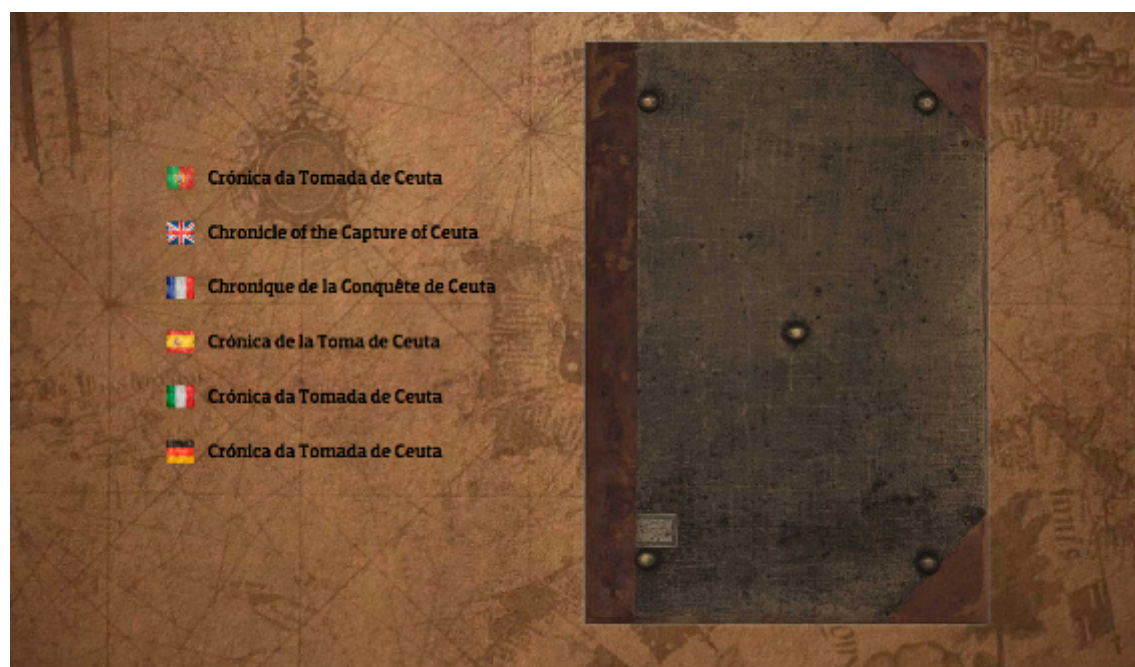 Crónica da Tomada de Ceuta
Chronicle of the Capture of Ceuta
Chronique de la Conquête de Ceuta
Crónica de la Toma de Ceuta
Crónica da Tomada de Ceuta
Crónica da Tomada de Ceuta